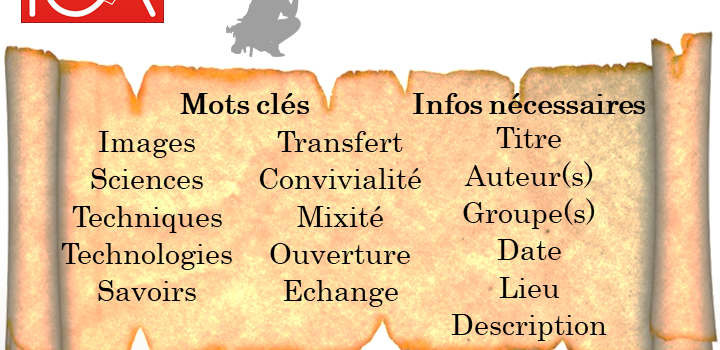 Mots clés
Images
Sciences
Techniques
Technologies
Savoirs
Transfert
Convivialité
Mixité
Ouverture
Echange
Infos nécessaires
Titre
Auteur(s)
Groupe(s)
Date
Lieu
Description